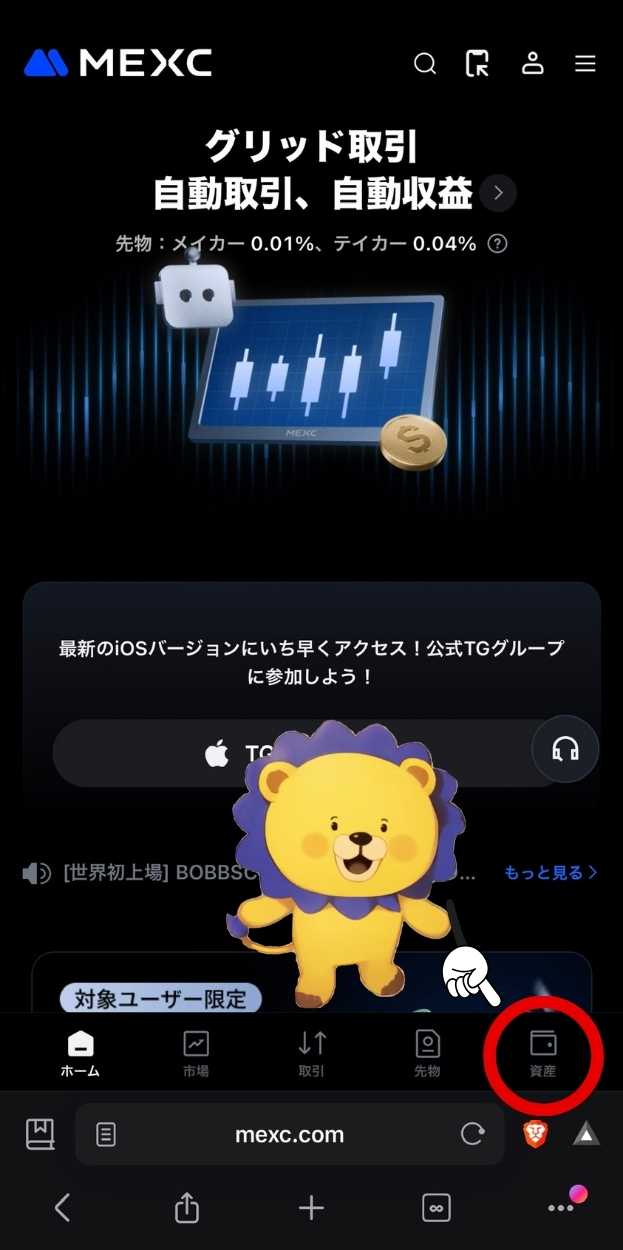 MEXC
グリッド取引
自動取引、自動収益
先物：メイカー 0.01%、テイカー 0.04%
MEXC
最新のiOSバージョンにいち早くアクセス！公式TGグループ
に参加しよう！
[世界初上場]
もっと見る
対象ユーザー限定
ホーム
市場
取引
先物
資産
mexc.com